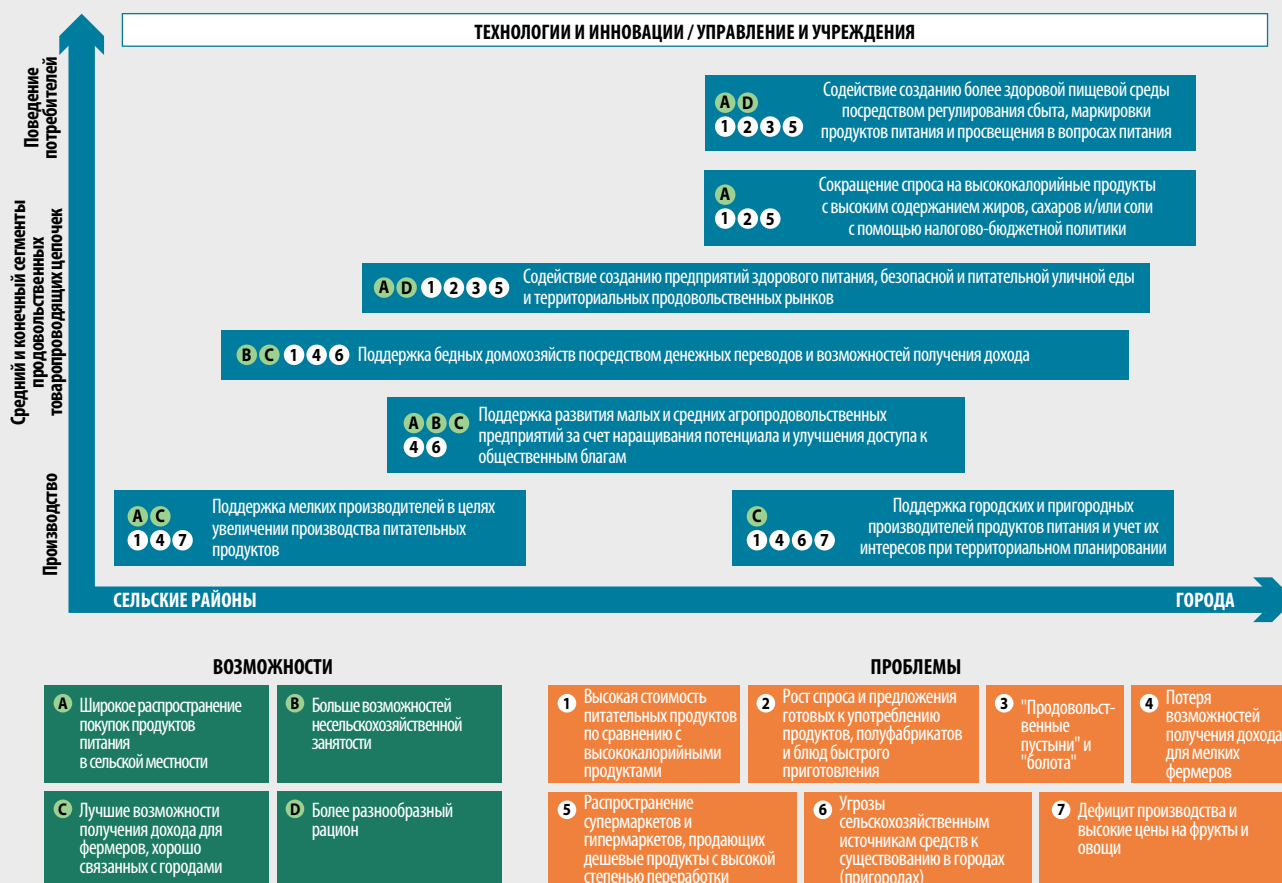 ТЕХНОЛОГИИ И ИННОВАЦИИ / УПРАВЛЕНИЕ И УЧРЕЖДЕНИЯ
Поведение
потребителей
Средний и конечный сегменты
продовольственных
товаропроводящих цепочек
Производство
A D
1 2 3 5
Содействие созданию более здоровой пищевой среды
посредством регулирования сбыта, маркировки
продуктов питания и просвещения в вопросах питания
A
1 2 5
Сокращение спроса на высококалорийные продукты
с высоким содержанием жиров, сахаров и/или соли
с помощью налогово-бюджетной политики
A D 1 2 3 5
Содействие созданию предприятий здорового питания, безопасной и питательной уличной еды
и территориальных продовольственных рынков
B C 1 4 6 Поддержка бедных домохозяйств посредством денежных переводов и возможностей получения дохода
A B C
4 6
Поддержка развития малых и средних агропродовольственных
предприятий за счет наращивания потенциала и улучшения доступа к
общественным благам
A C
1 4 7
Поддержка мелких производителей в целях
увеличении производства питательных
продуктов
C
1 4 6 7
Поддержка городских и пригородных
производителей продуктов питания и учет их
интересов при территориальном планировании
СЕЛЬСКИЕ РАЙОНЫ
ГОРОДА
ВОЗМОЖНОСТИ
A Широкое распространение
покупок продуктов
питания
в сельской местности
B Больше возможностей
несельскохозяйственной
занятости
C Лучшие возможности
получения дохода для
фермеров, хорошо
связанных с городами
D Более разнообразный
рацион
ПРОБЛЕМЫ
1 Высокая стоимость
питательных продуктов
по сравнению с
высококалорийными
продуктами
2 Рост спроса и предложения
готовых к употреблению
продуктов, полуфабрикатов
и блюд быстрого
приготовления
3 "Продовольст-
венные
пустыни" и
"болота"
4 Потеря
возможностей
получения дохода
для мелких
фермеров
5 Распространение
супермаркетов и
гипермаркетов, продающих
дешевые продукты с высокой
степенью переработки
6 Угрозы
сельскохозяйственным
источникам средств к
существованию в городах
(пригородах)
7 Дефицит производства и
высокие цены на фрукты и
овощи